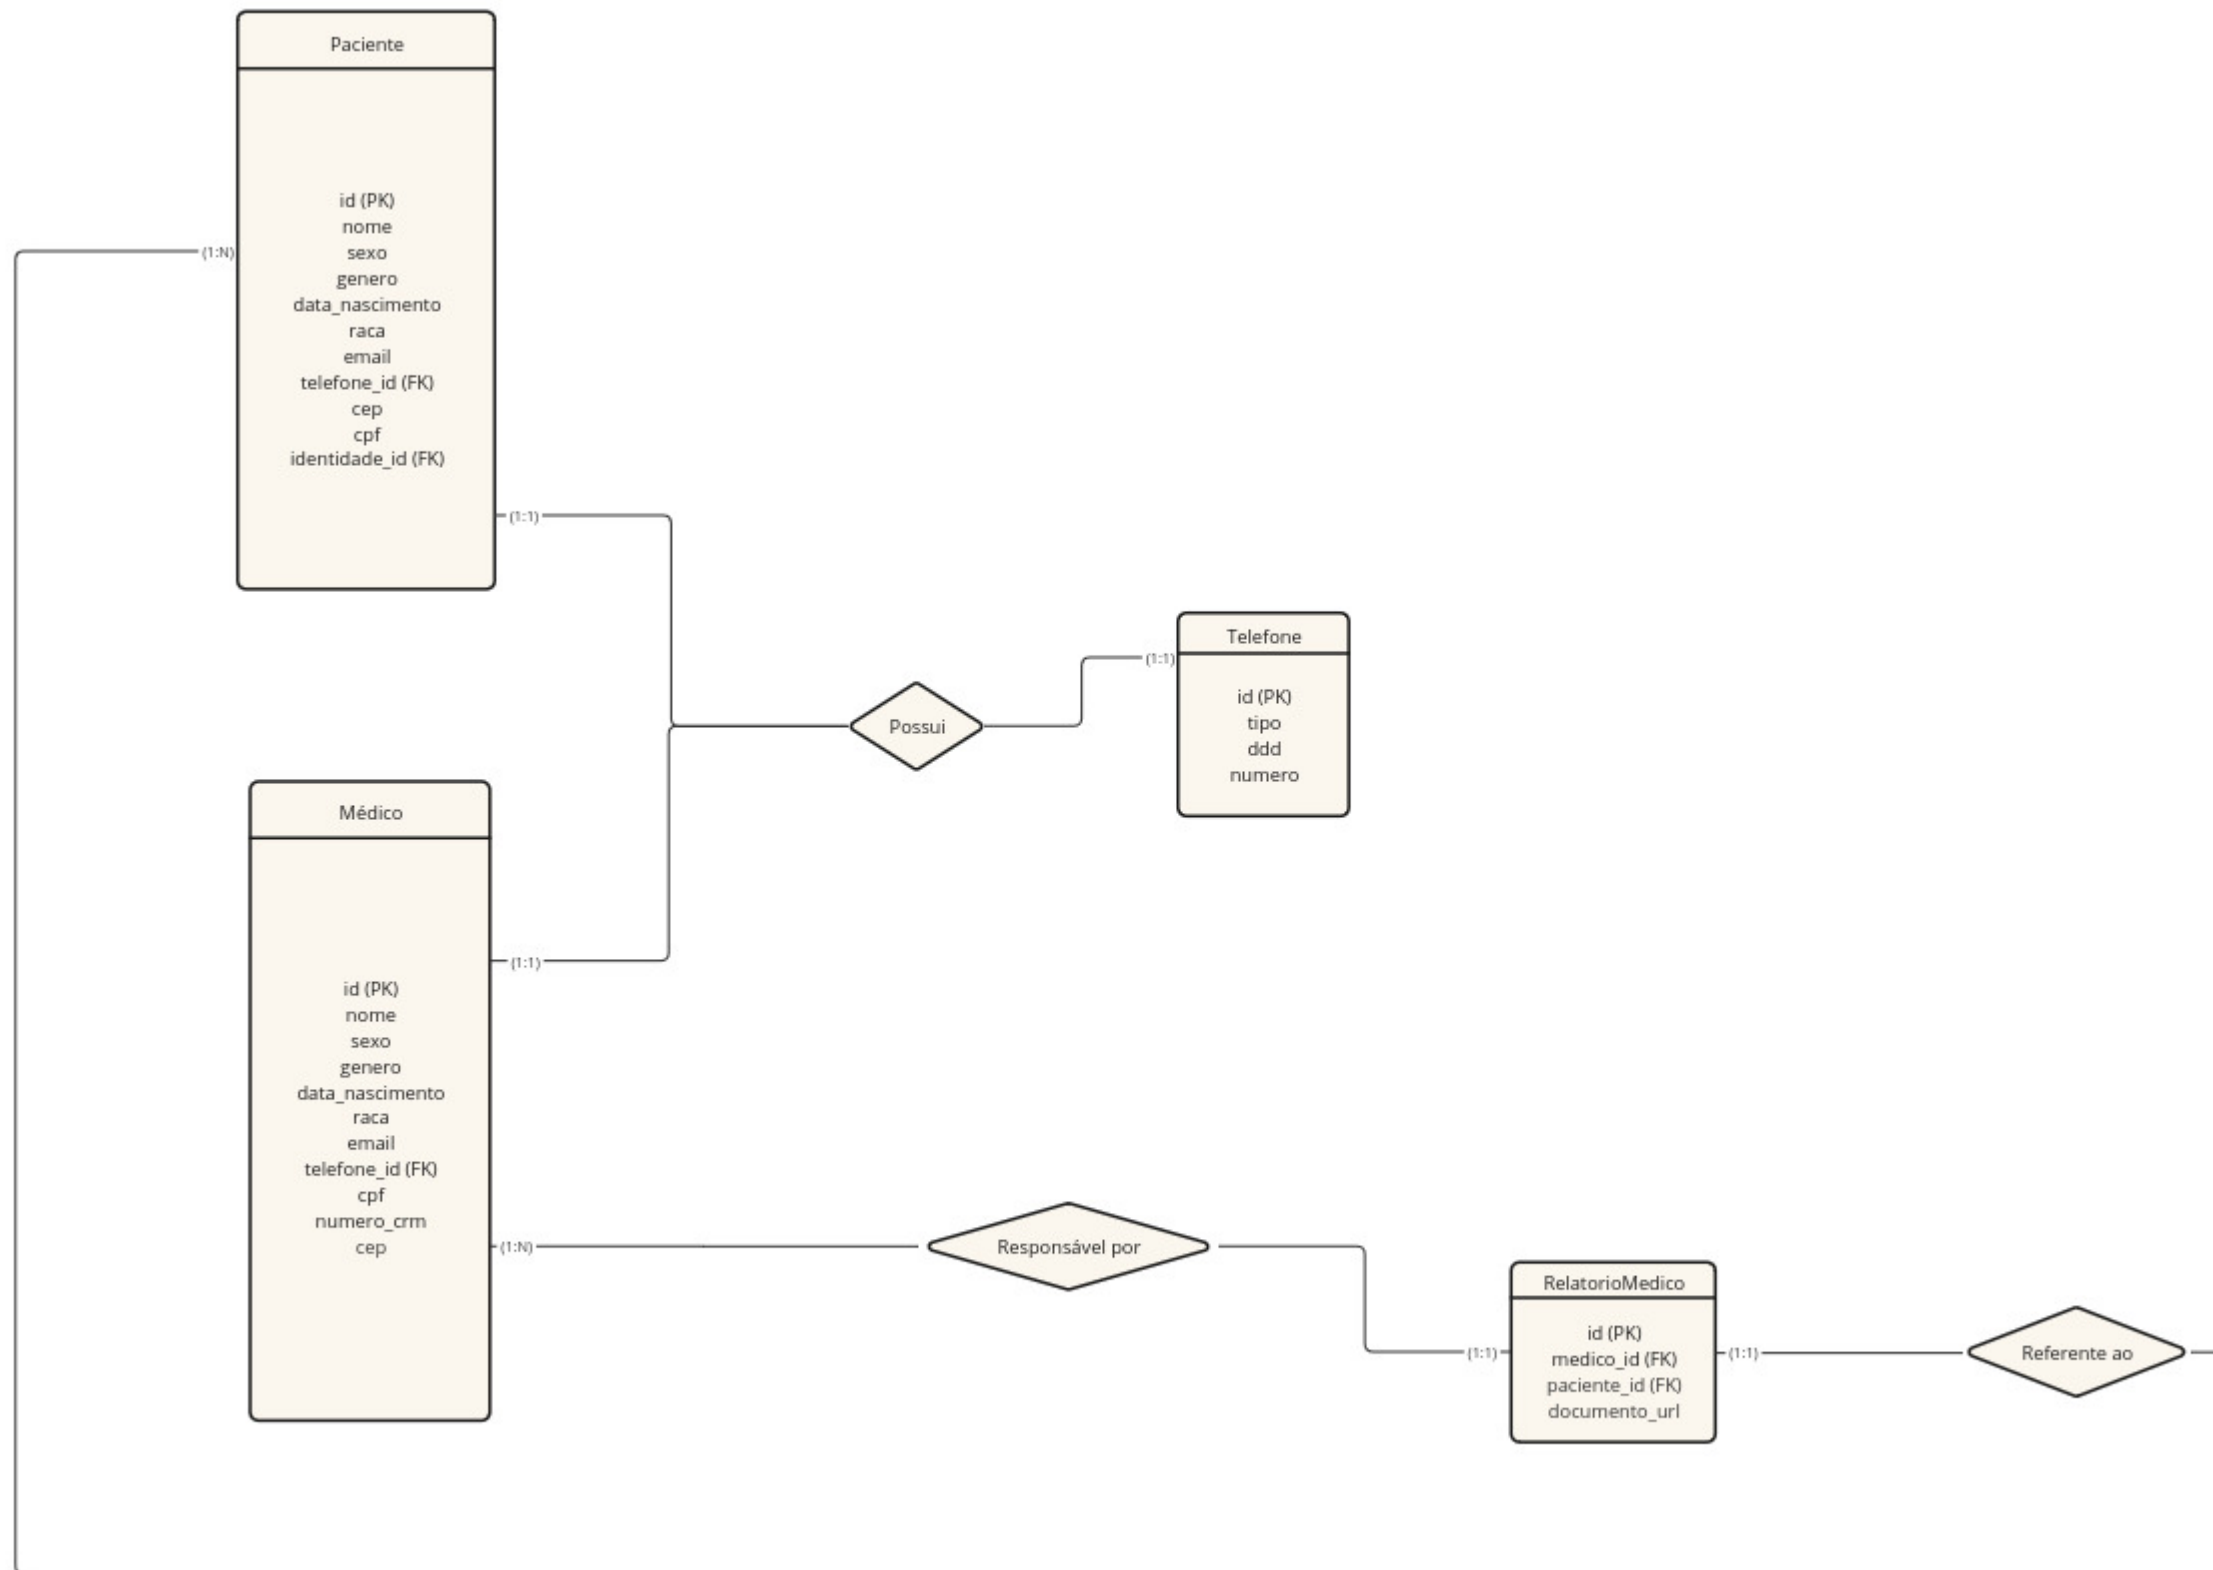 Paciente
id (PK)
nome
sexo
genero
data_nascimento
raca
email
telefone_id (FK)
cep
cpf
identidade_id (FK)
(1:N)
(1:1)
Possui
(1:1)
Telefone
id (PK)
tipo
ddd
numero
Médico
id (PK)
nome
sexo
genero
data_nascimento
raca
email
telefone_id (FK)
cpf
numero_crm
cep
(1:1)
(1:N)
Responsável por
(1:1)
RelatorioMedico
id (PK)
medico_id (FK)
paciente_id (FK)
documento_url
(1:1)
Referente ao